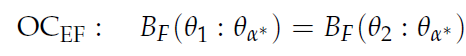 OC_EF :   B_F(θ_1 : θ_{α*}) = B_F(θ_2 : θ_{α*})